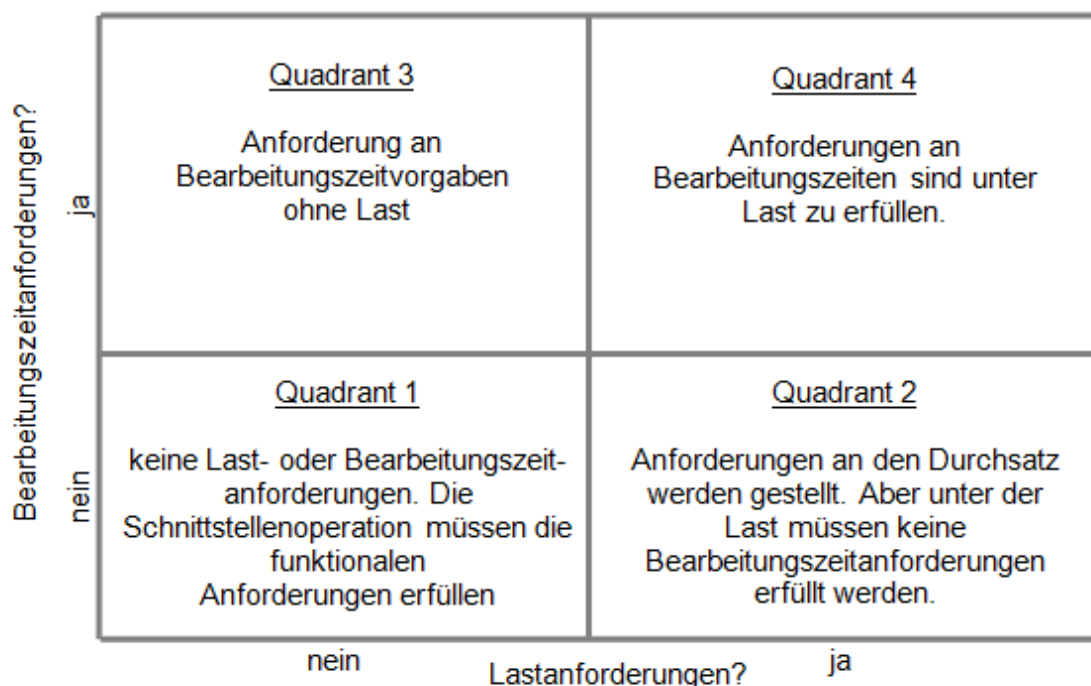 Bearbeitungszeitanforderungen?
ja
nein
Quadrant 3
Anforderung an
Bearbeitungszeitvorgaben
ohne Last
Quadrant 4
Anforderungen an
Bearbeitungszeiten sind unter
Last zu erfüllen.
Quadrant 1
keine Last- oder Bearbeitungszeit-
anforderungen. Die
Schnittstellenoperation müssen die
funktionalen
Anforderungen erfüllen
Quadrant 2
Anforderungen an den Durchsatz
werden gestellt. Aber unter der
Last müssen keine
Bearbeitungszeitanforderungen
erfüllt werden.
nein
Lastanforderungen?
ja